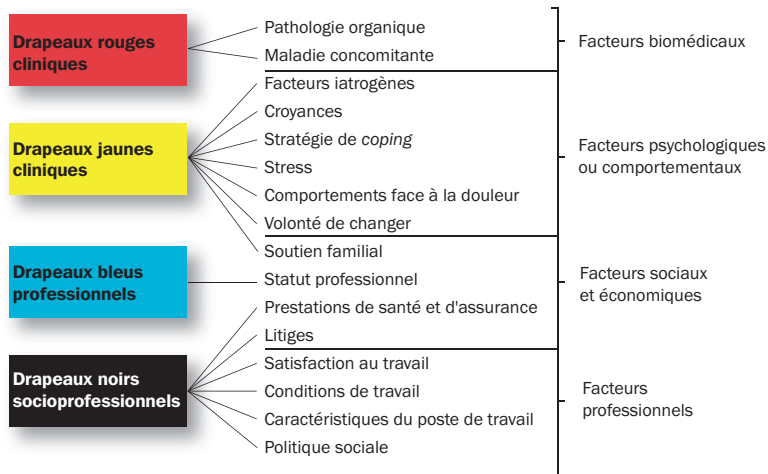 Drapeaux rouges
cliniques
Drapeaux jaunes
cliniques
Drapeaux bleus
professionnels
Drapeaux noirs
socioprofessionnels
Pathologie organique
Maladie concomitante
Facteurs iatrogènes
Croyances
Stratégie de coping
Stress
Comportements face à la douleur
Volonté de changer
Soutien familial
Statut professionnel
Prestations de santé et d'assurance
Litiges
Satisfaction au travail
Conditions de travail
Caractéristiques du poste de travail
Politique sociale
Facteurs biomédicaux
Facteurs psychologiques
ou comportementaux
Facteurs sociaux
et économiques
Facteurs
professionnels